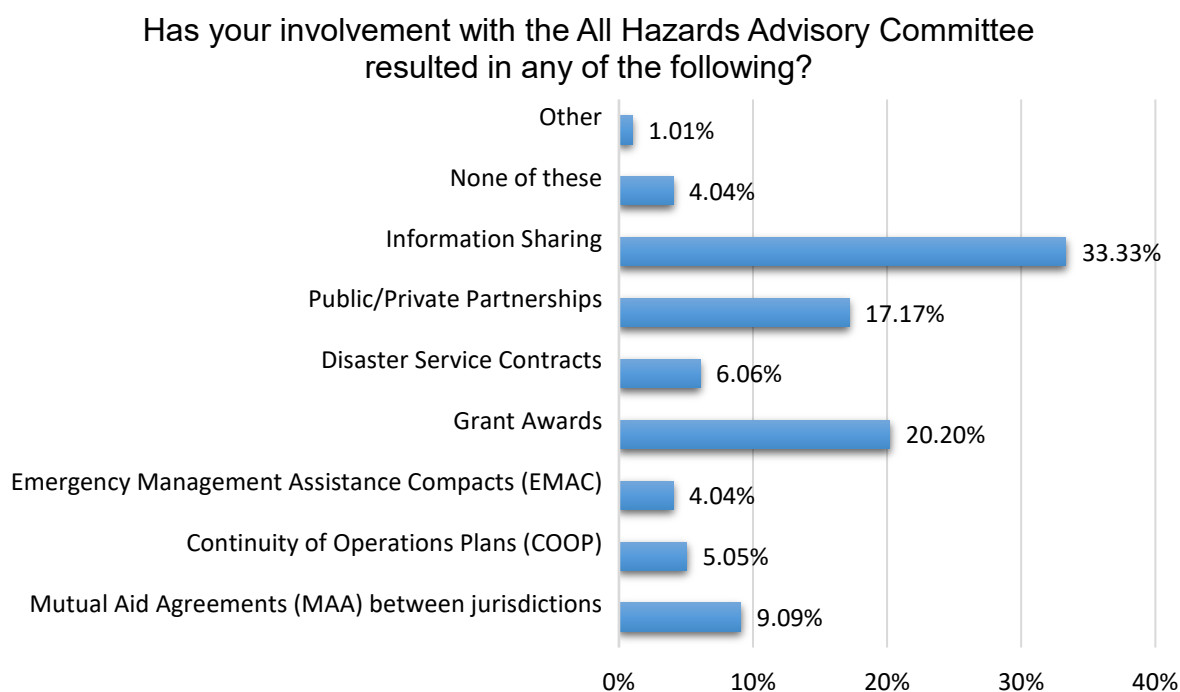 Has your involvement with the All Hazards Advisory Committee
resulted in any of the following?
Other
1.01%
None of these
4.04%
Information Sharing
33.33%
Public/Private Partnerships
17.17%
Disaster Service Contracts
6.06%
Grant Awards
20.20%
Emergency Management Assistance Compacts (EMAC)
4.04%
Continuity of Operations Plans (COOP)
5.05%
Mutual Aid Agreements (MAA) between jurisdictions
9.09%
0% 10% 20% 30% 40%